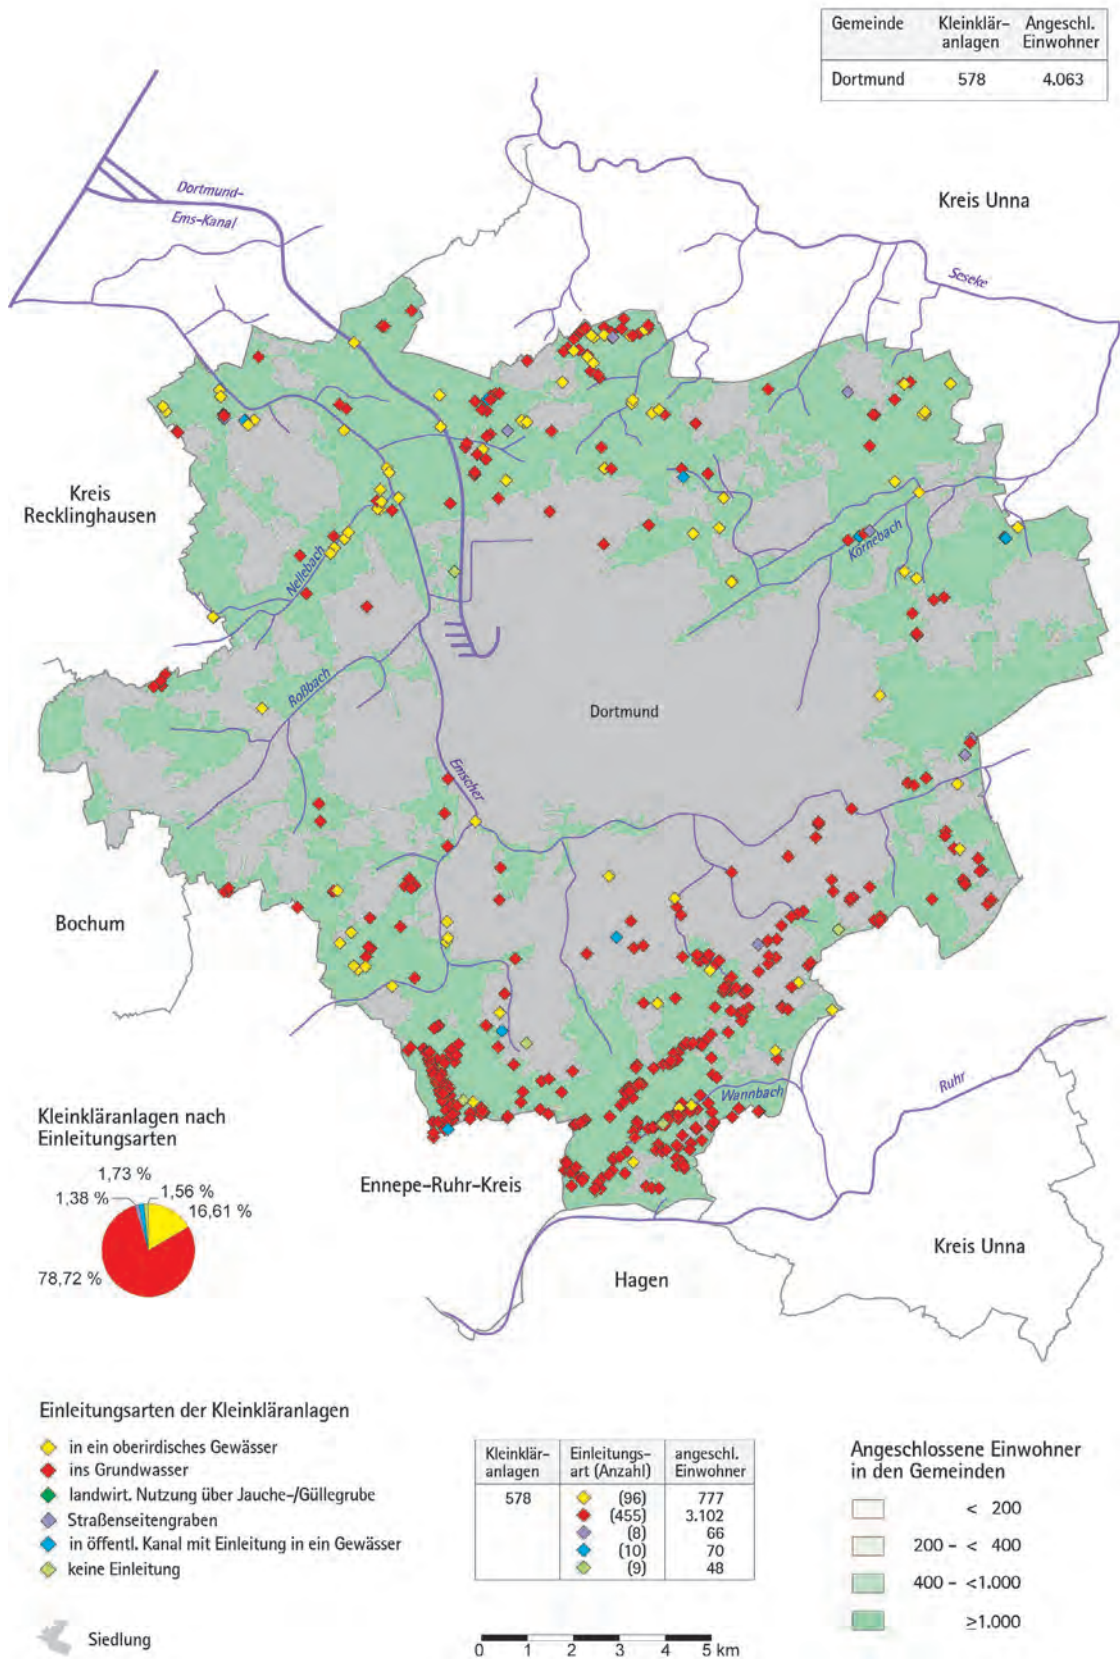 Gemeinde Kleinklär- Angeschl.
anlagen Einwohner
Dortmund 578 4.063
Dortmund-
Ems-Kanal
Kreis Unna
Seseke
Kreis
Recklinghausen
Nellebach
Körnebach
Roßbach
Dortmund
Emscher
Bochum
Ruhr
Wannbach
Kleinkläranlagen nach
Einleitungsarten
1,73 %
1,56 %
1,38 %
16,61 %
78,72 %
Ennepe-Ruhr-Kreis
Kreis Unna
Hagen
Einleitungsarten der Kleinkläranlagen
in ein oberirdisches Gewässer
ins Grundwasser
landwirt. Nutzung über Jauche-/Güllegrube
Straßenseitengraben
in öffentl. Kanal mit Einleitung in ein Gewässer
keine Einleitung
Siedlung
Kleinklär- Einleitungs- angeschl.
anlagen art (Anzahl) Einwohner
578 (96) 777
(455) 3.102
(8) 66
(10) 70
(9) 48
0 1 2 3 4 5 km
Angeschlossene Einwohner
in den Gemeinden
< 200
200 - < 400
400 - <1.000
≥1.000